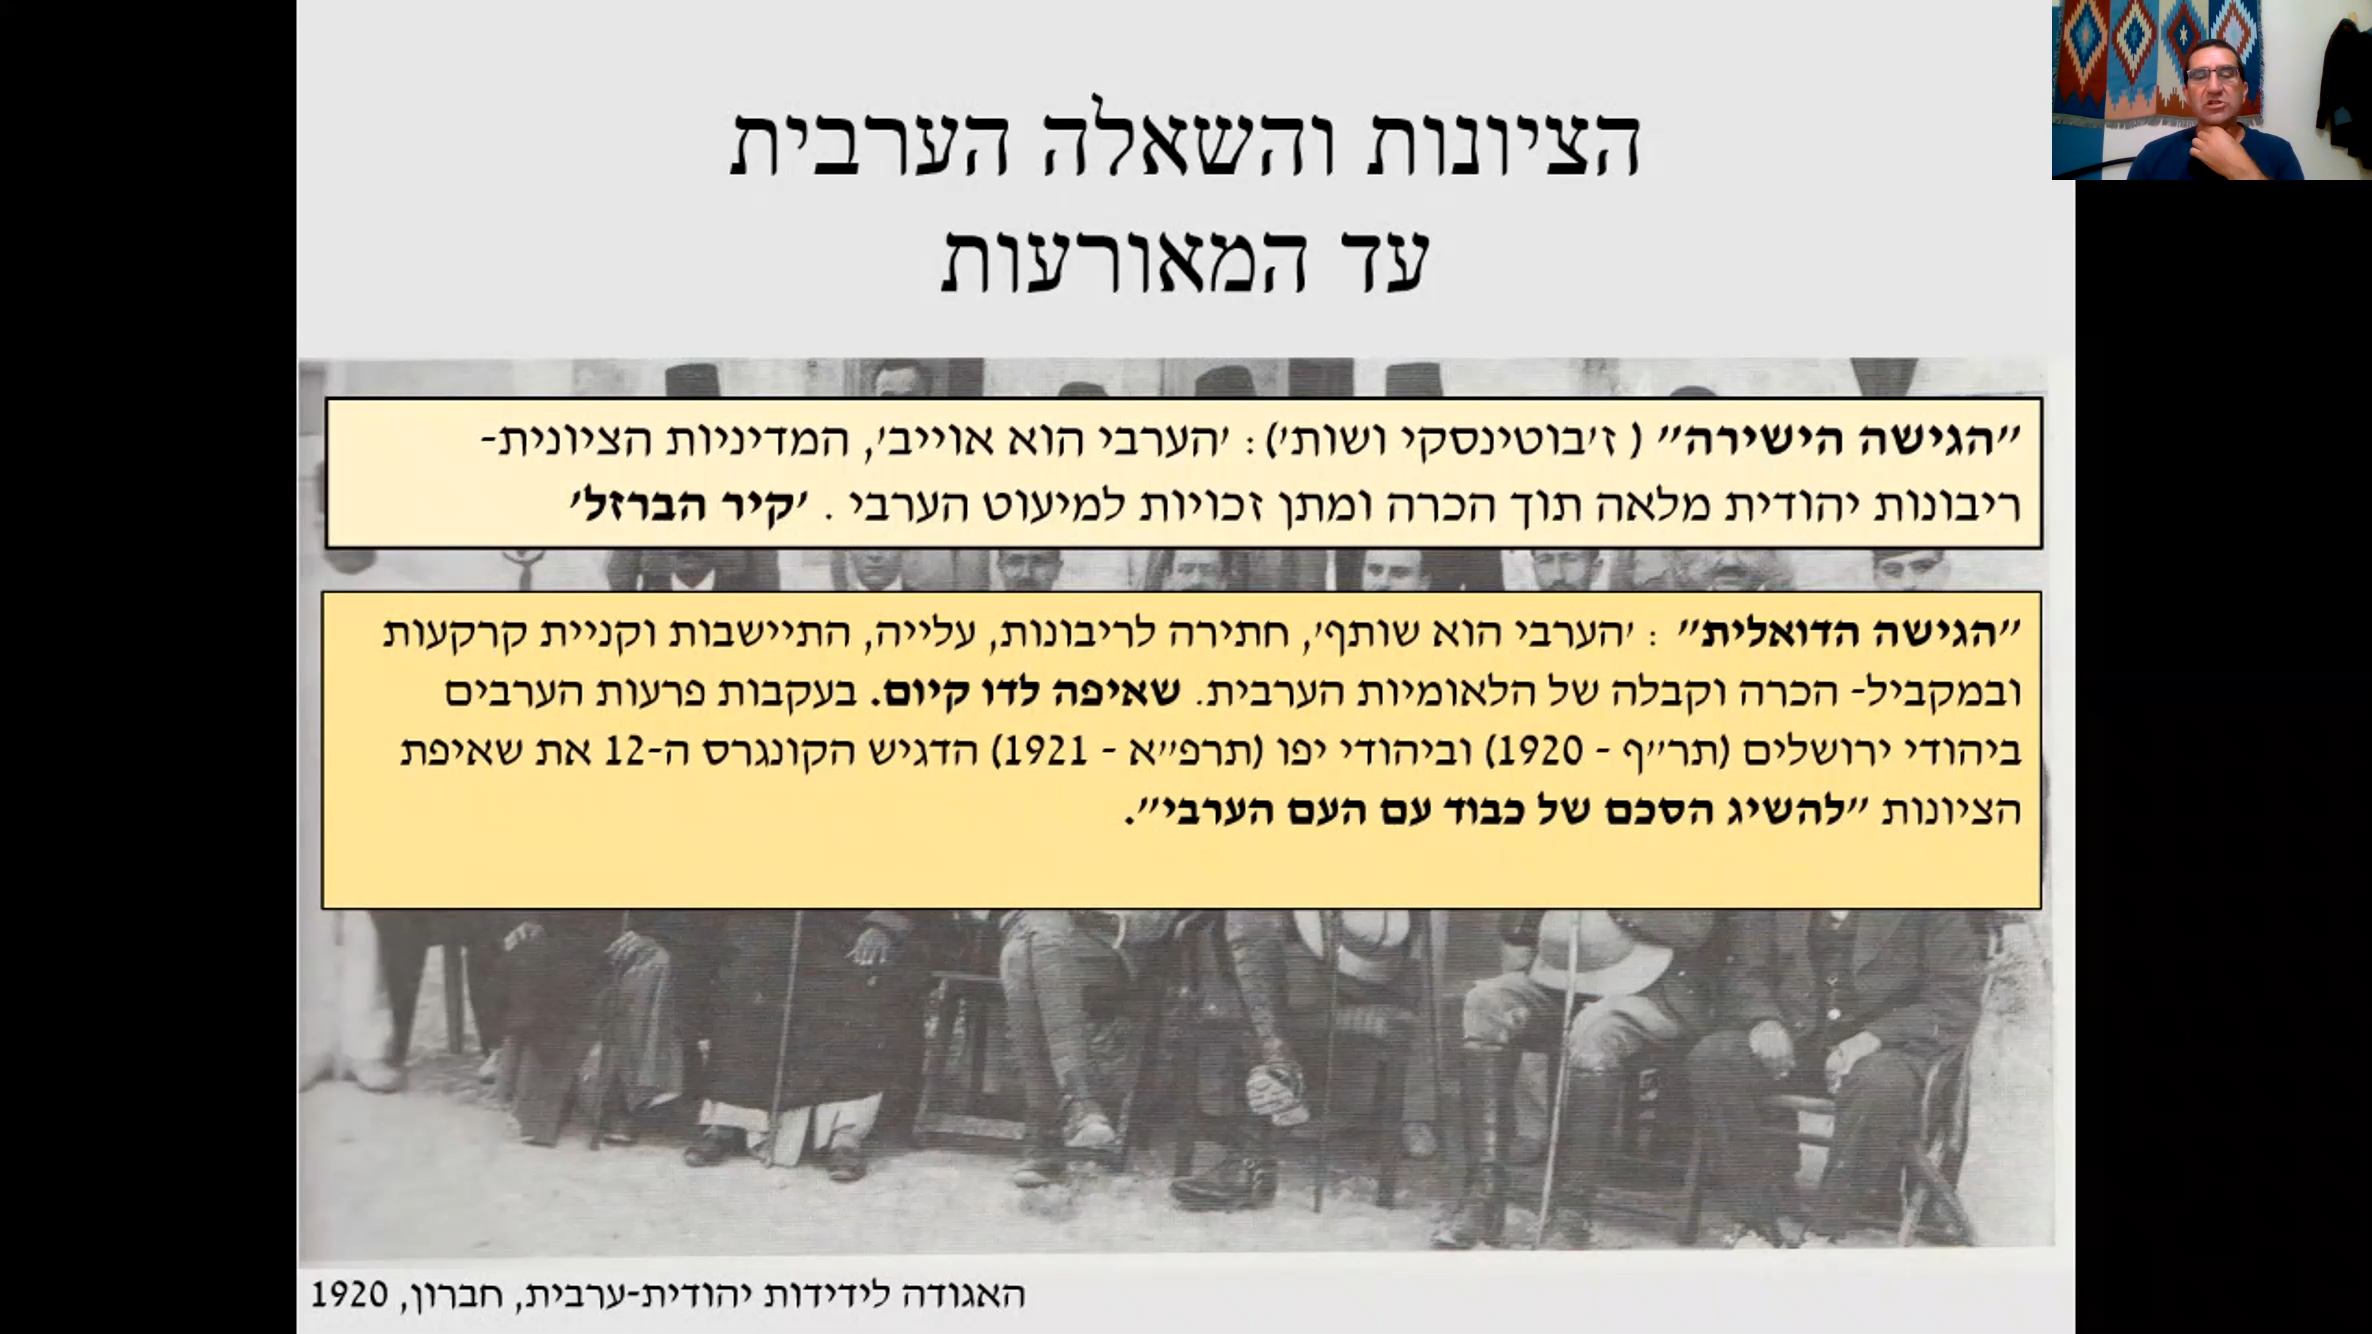 הציונות והשאלה הערבית
עד המאורעות
"הגישה הישירה" ( ז'בוטינסקי ושות'): 'הערבי הוא אוייב', המדיניות הציונית-
ריבונות יהודית מלאה תוך הכרה ומתן זכויות למיעוט הערבי . 'קיר הברזל'
"הגישה הדואלית" : 'הערבי הוא שותף', חתירה לריבונות, עלייה, התיישבות וקניית קרקעות
ובמקביל- הכרה וקבלה של הלאומיות הערבית. שאיפה לדו קיום. בעקבות פרעות הערבים
ביהודי ירושלים (תר"ף - 1920) וביהודי יפו (תרפ"א - 1921) הדגיש הקונגרס ה-12 את שאיפת
הציונות "להשיג הסכם של כבוד עם העם הערבי".
האגודה לידידות יהודית-ערבית, חברון, 1920